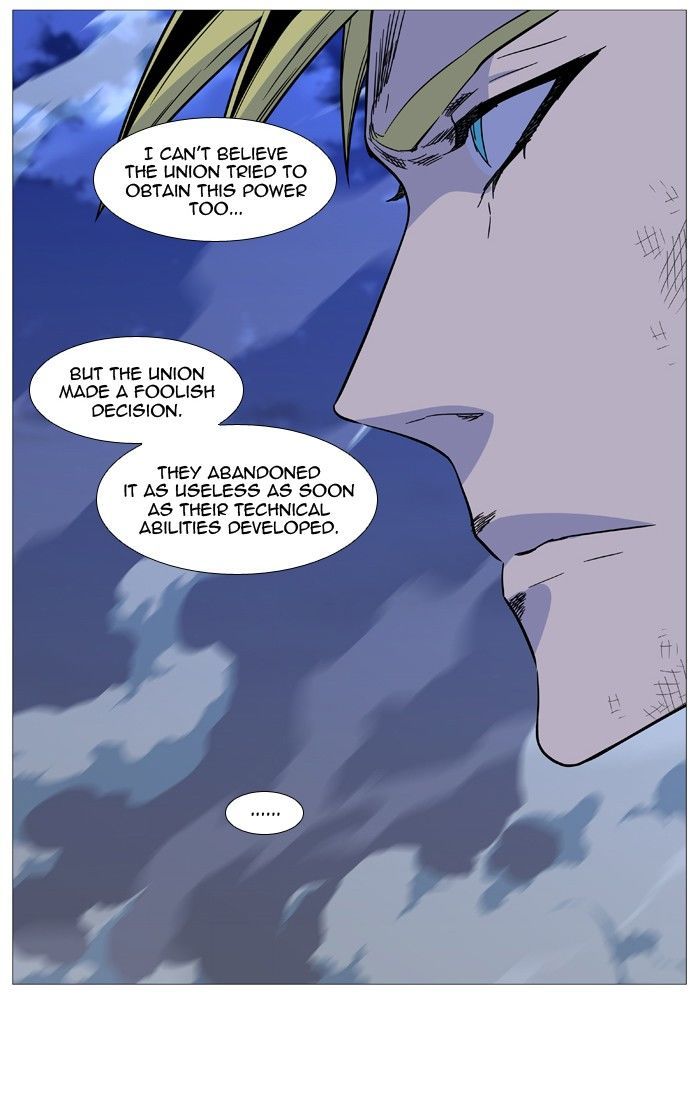 I CAN'T BELIEVE
THE UNION TRIED TO
OBTAIN THIS POWER
TOO...
BUT THE UNION
MADE A FOOLISH
DECISION.
THEY ABANDONED
IT AS USELESS AS SOON
AS THEIR TECHNICAL
ABILITIES DEVELOPED.
......